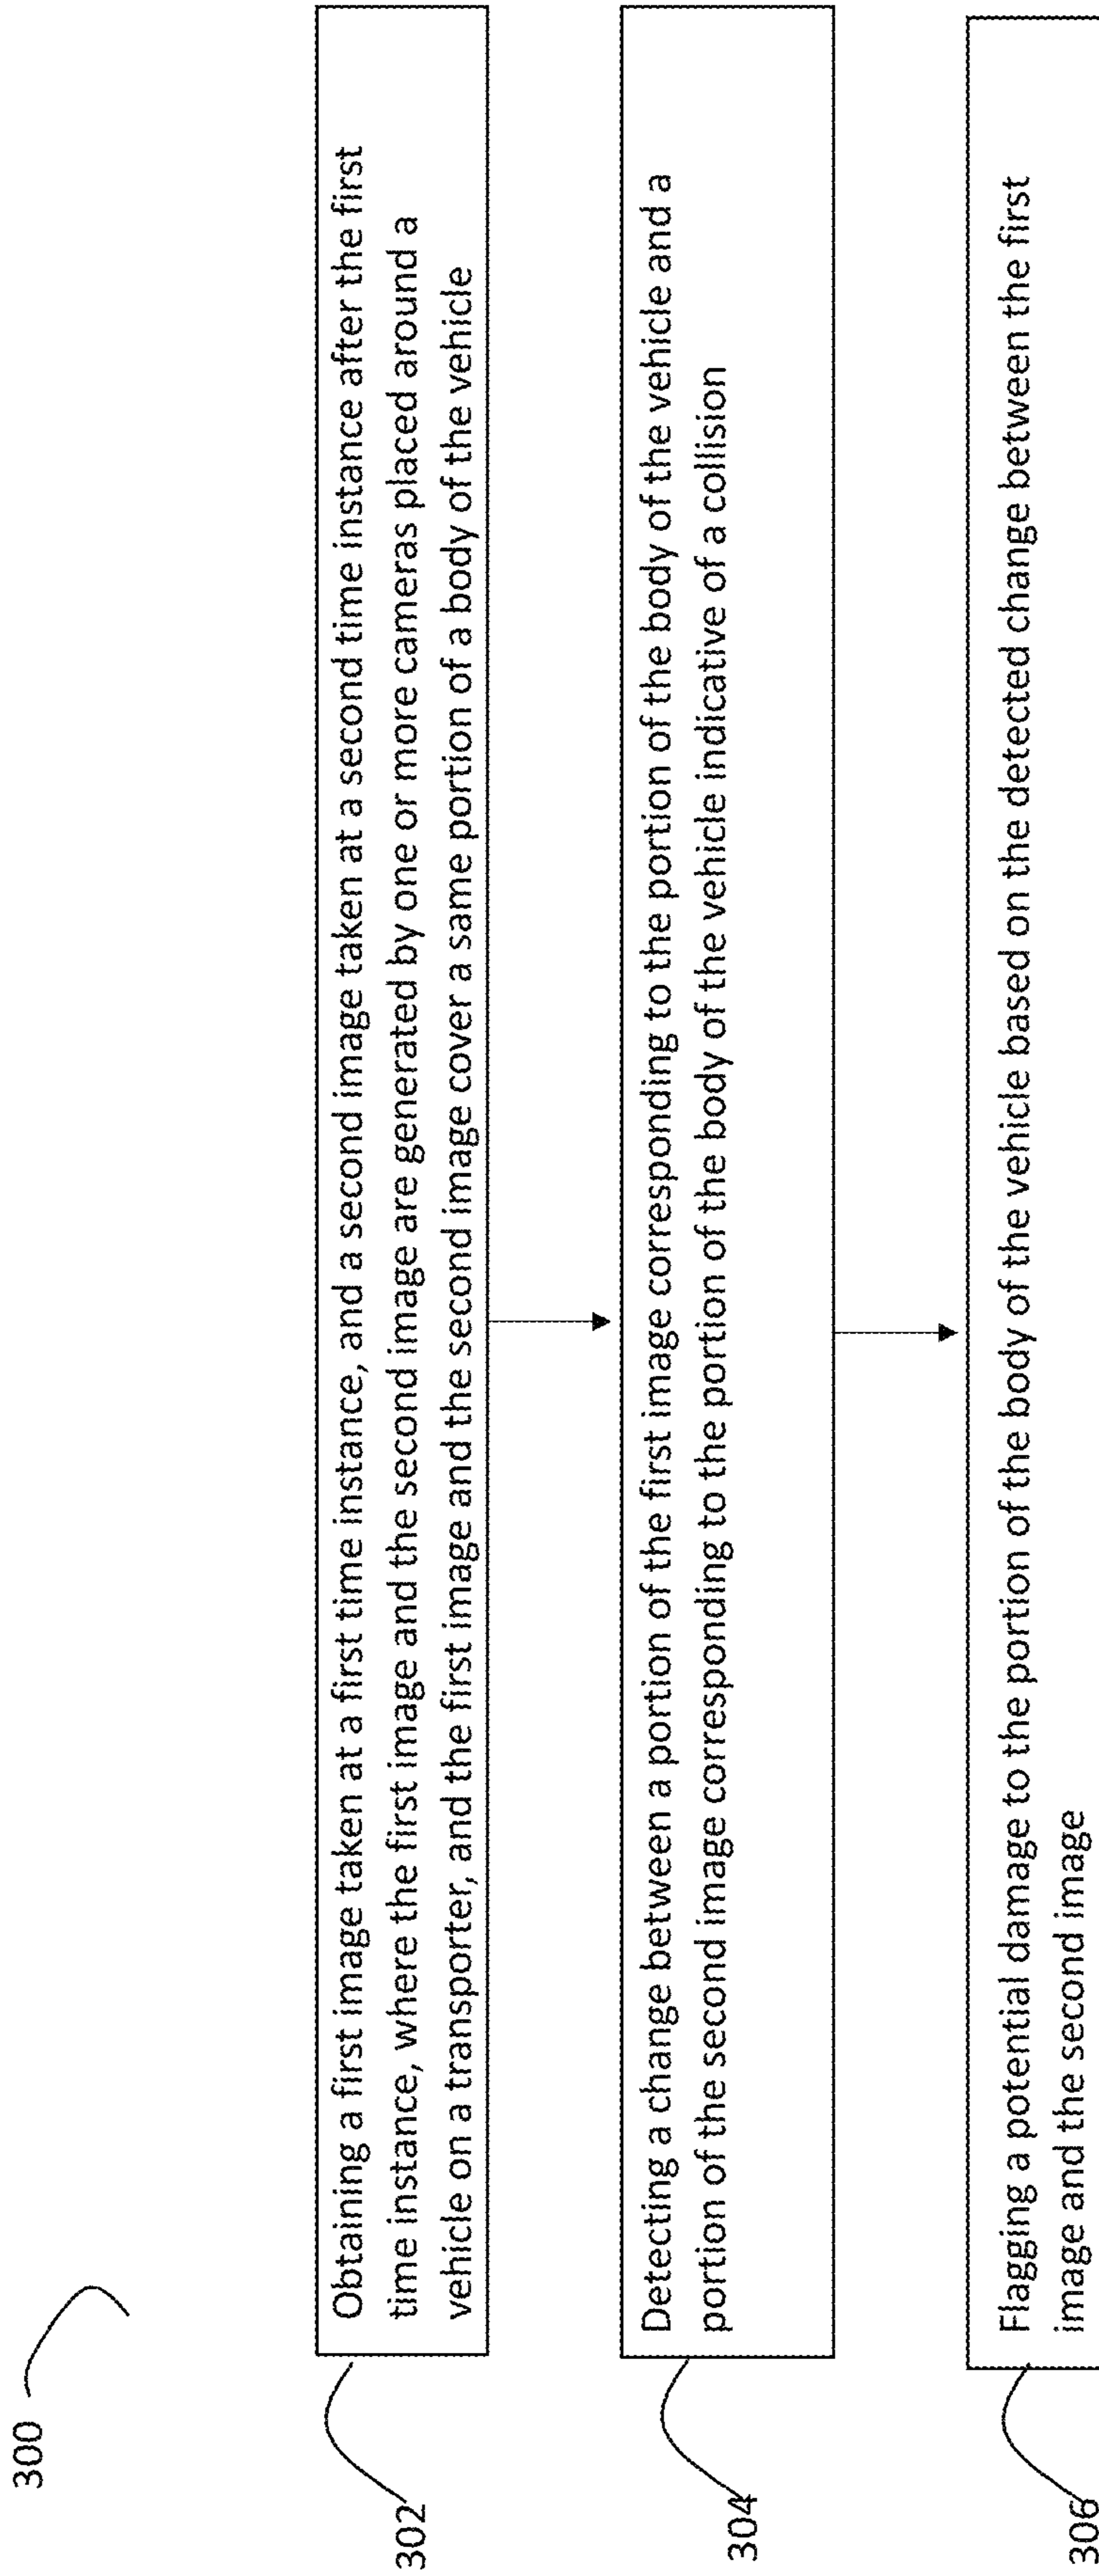 300
302
Obtaining a first image taken at a first time instance, and a second image taken at a second time instance after the first
time instance, where the first image and the second image are generated by one or more cameras placed around a
vehicle on a transporter, and the first image and the second image cover a same portion of a body of the vehicle
304
Detecting a change between a portion of the first image corresponding to the portion of the body of the vehicle and a
portion of the second image corresponding to the portion of the body of the vehicle indicative of a collision
306
Flagging a potential damage to the portion of the body of the vehicle based on the detected change between the first
image and the second image